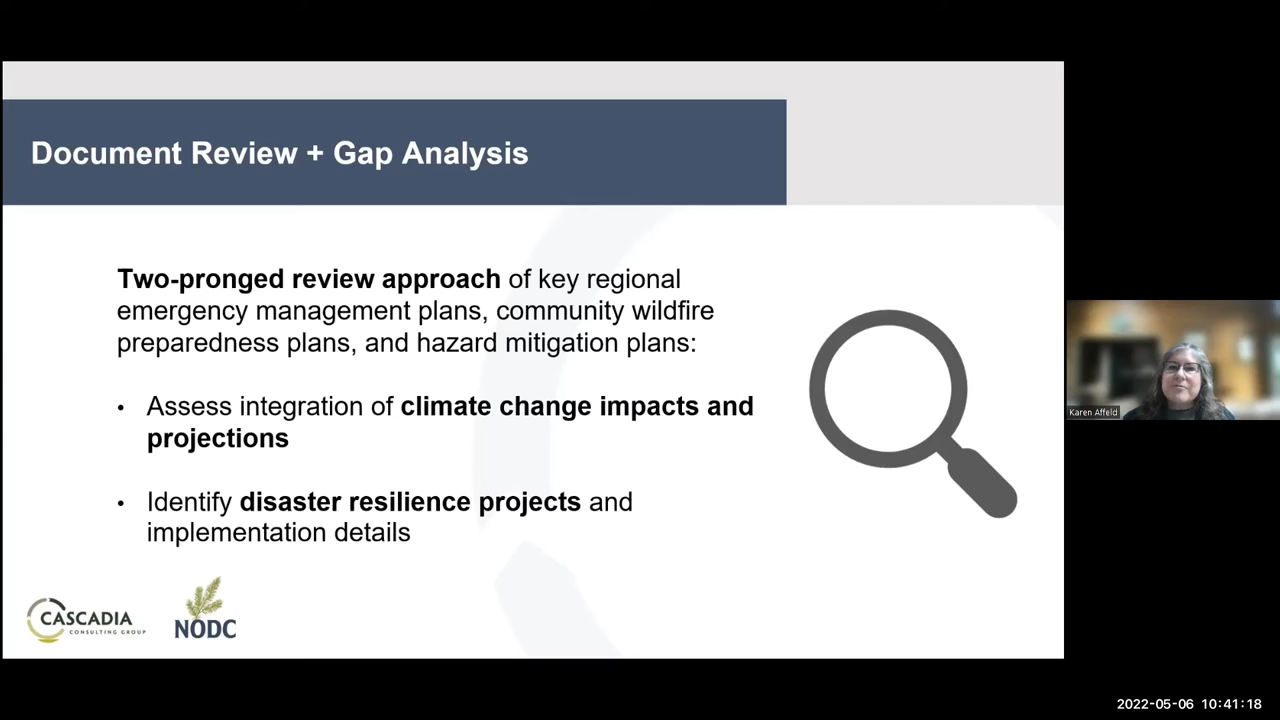 Document Review + Gap Analysis
Two-pronged review approach of key regional
emergency management plans, community wildfire
preparedness plans, and hazard mitigation plans:
• Assess integration of climate change impacts and
projections
• Identify disaster resilience projects and
implementation details
CASCADIA
CONSULTING GROUP
NODC
Karen Affeld
2022-05-06 10:41:18